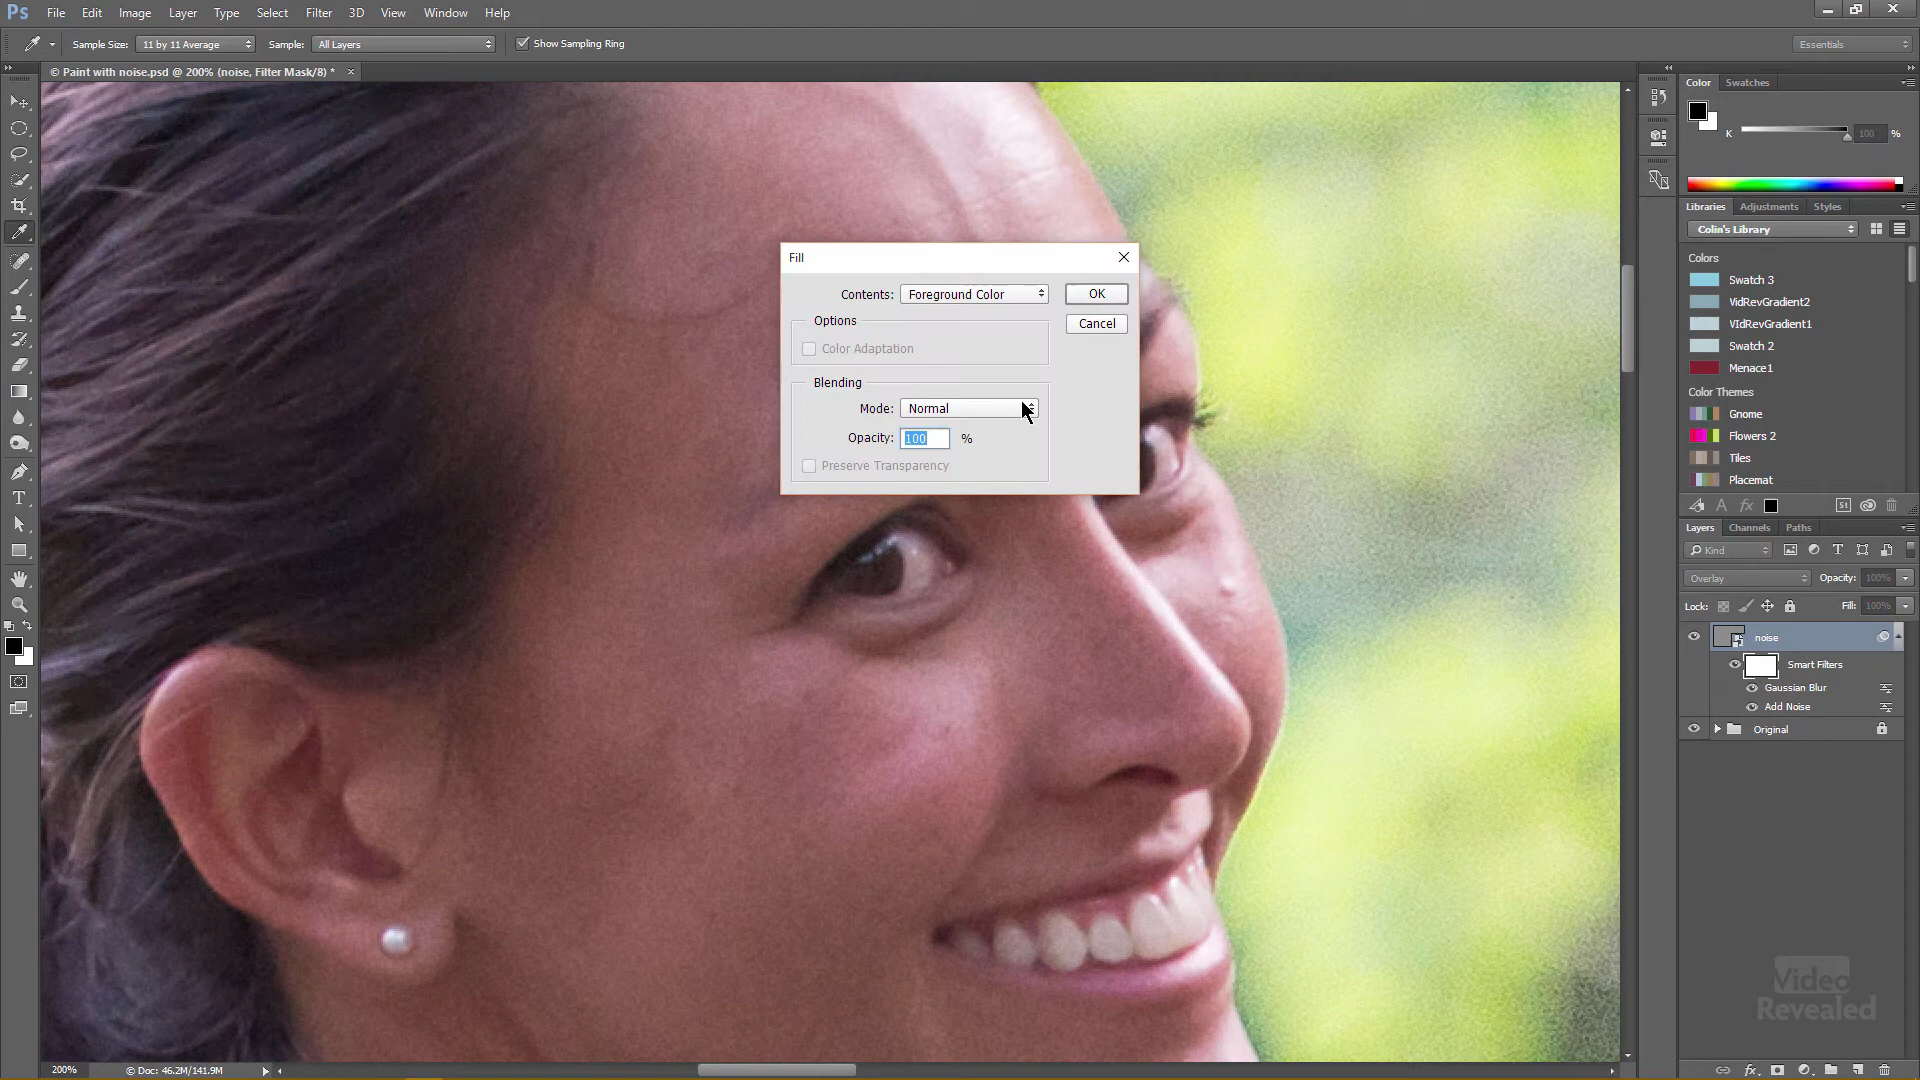 Ps File Edit Image Layer Type Select Filter 3D View Window Help
Sample Size: 11 by 11 Average Sample: All Layers Show Sampling Ring Essentials
© Paint with noise.psd @ 200% (noise, Filter Mask/8) *
Color Swatches
K 100 %
Libraries Adjustments Styles
Colin's Library
Colors
Swatch 3
VidRevGradient2
VIdRevGradient1
Swatch 2
Menace1
Color Themes
Gnome
Flowers 2
Tiles
Placemat
Fill
Contents: Foreground Color OK
Options Cancel
Color Adaptation
Blending
Mode: Normal
Opacity: 100 %
Preserve Transparency
Layers Channels Paths
Kind
Overlay Opacity: 100%
Lock: Fill: 100%
noise
Smart Filters
Gaussian Blur
Add Noise
Original
Video
Revealed
200% © Doc: 46.2M/141.9M